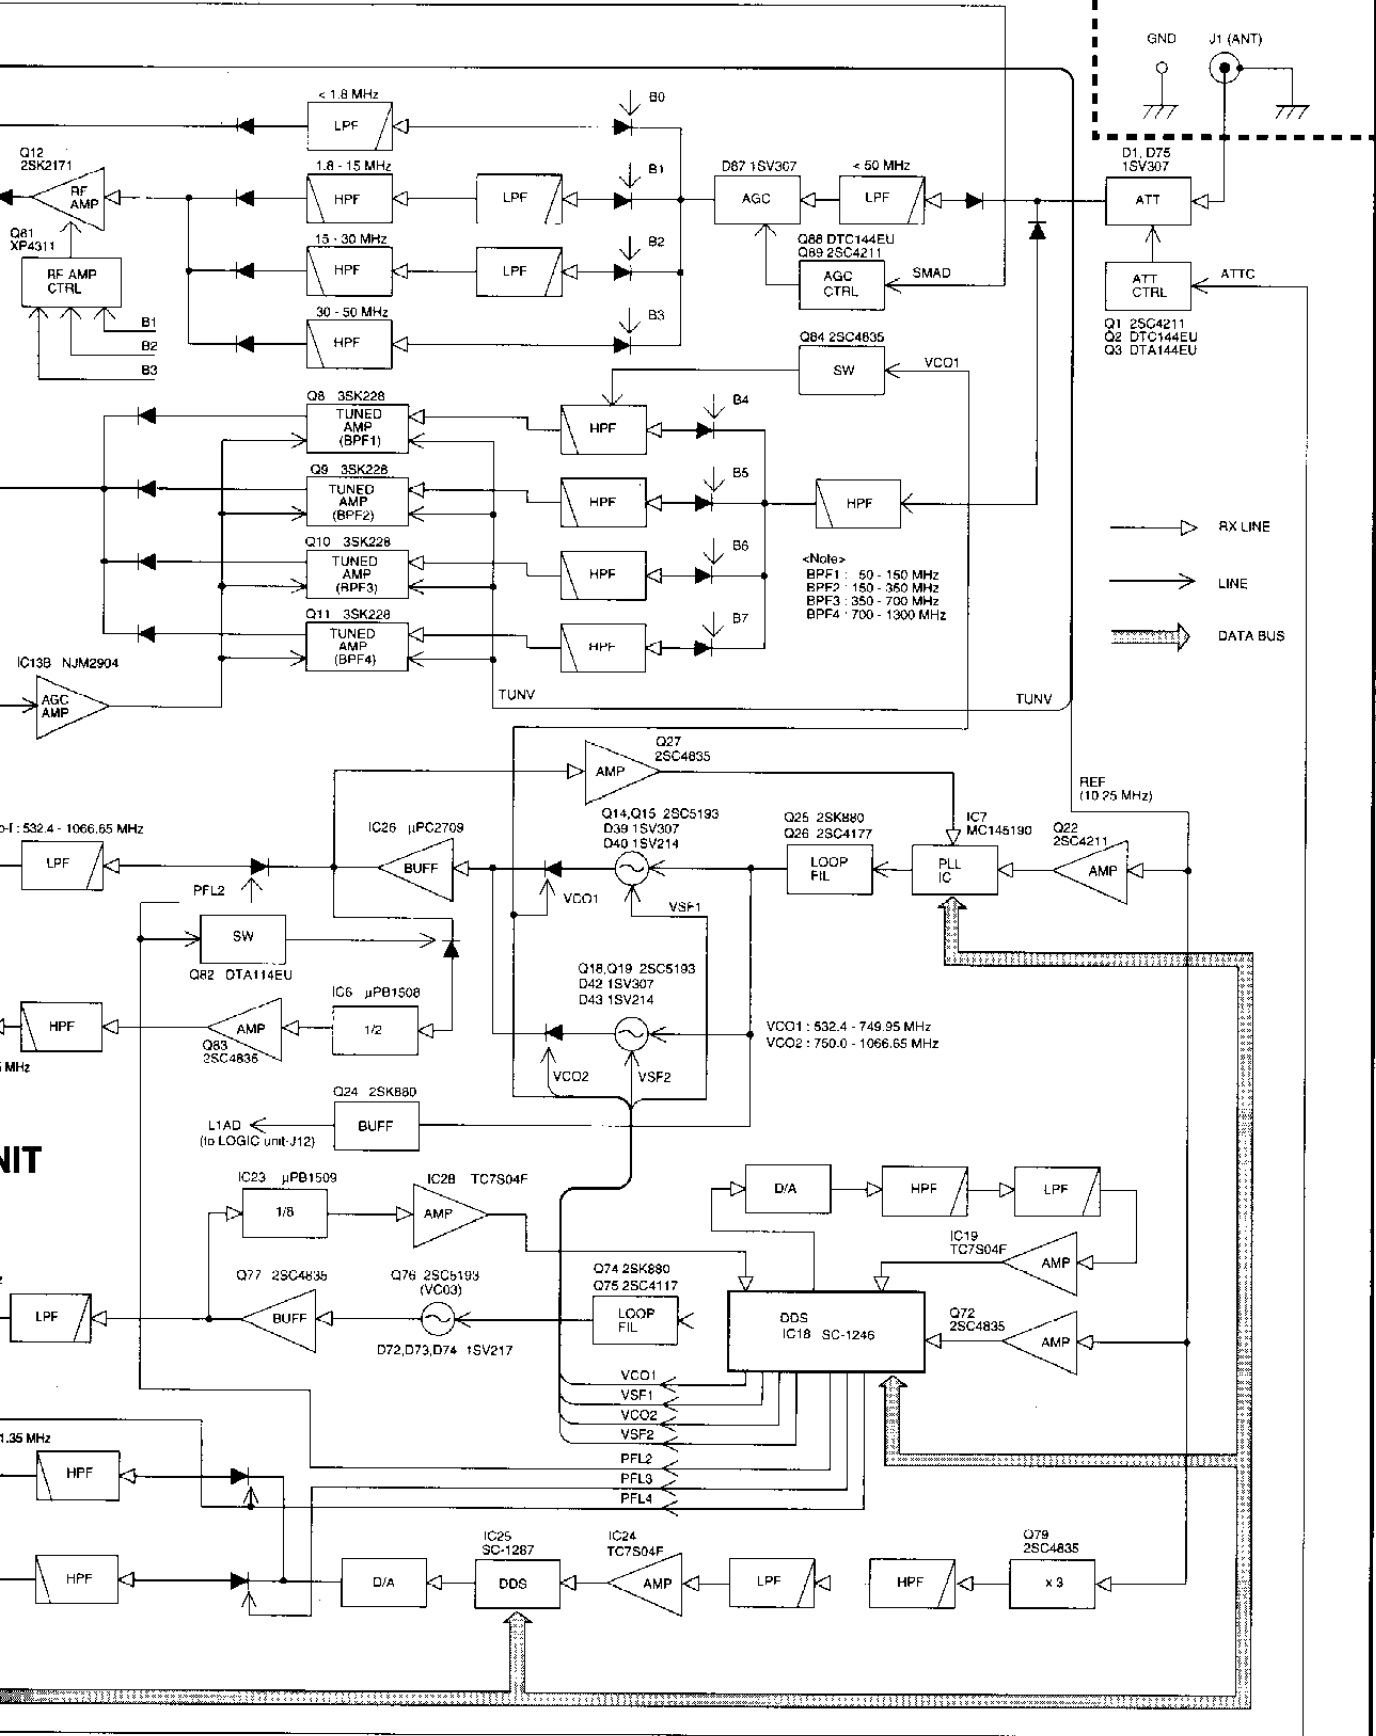 GND
J1 (ANT)
< 1.8 MHz
LPF
B0
Q12
2SK2171
RF
AMP
1.8 - 15 MHz
HPF
LPF
B1
D87 1SV307
AGC
< 50 MHz
LPF
D1, D75
1SV307
ATT
Q81
XP4311
RF AMP
CTRL
15 - 30 MHz
HPF
LPF
B2
Q88 DTC144EU
Q89 2SC4211
AGC
CTRL
SMAD
ATT
CTRL
ATTC
Q1 2SC4211
Q2 DTC144EU
Q3 DTA144EU
B1
B2
B3
30 - 50 MHz
HPF
B3
Q84 2SC4835
SW
VCO1
Q8 3SK228
TUNED
AMP
(BPF1)
HPF
B4
Q9 3SK228
TUNED
AMP
(BPF2)
HPF
B5
HPF
RX LINE
Q10 3SK228
TUNED
AMP
(BPF3)
HPF
B6
<Note>
BPF1 : 50 - 150 MHz
BPF2 : 150 - 350 MHz
BPF3 : 350 - 700 MHz
BPF4 : 700 - 1300 MHz
LINE
Q11 3SK228
TUNED
AMP
(BPF4)
HPF
B7
DATA BUS
IC13B NJM2904
AGC
AMP
TUNV
TUNV
Q27
2SC4835
AMP
REF
(10.25 MHz)
: 532.4 - 1066.65 MHz
LPF
IC26 µPC2709
BUFF
Q14,Q15 2SC5193
D39 1SV307
D40 1SV214
Q25 2SK880
Q26 2SC4177
LOOP
FIL
IC7
MC145190
PLL
IC
Q22
2SC4211
AMP
PFL2
VCO1
VSF1
SW
Q82 DTA114EU
Q18,Q19 2SC5193
D42 1SV307
D43 1SV214
HPF
AMP
Q83
2SC4835
IC6 µPB1508
1/2
VCO1 : 532.4 - 749.95 MHz
VCO2 : 750.0 - 1066.65 MHz
MHz
VCO2
VSF2
Q24 2SK880
BUFF
L1AD
(to LOGIC unit-J12)
NIT
IC23 µPB1509
1/8
IC28 TC7S04F
AMP
D/A
HPF
LPF
IC19
TC7S04F
AMP
LPF
Q77 2SC4835
BUFF
Q76 2SC5193
(VCO3)
D72,D73,D74 1SV217
Q74 2SK880
Q75 2SC4117
LOOP
FIL
DDS
IC18 SC-1246
Q72
2SC4835
AMP
VCO1
VSF1
VCO2
VSF2
PFL2
PFL3
PFL4
1.35 MHz
HPF
HPF
D/A
IC25
SC-1287
DDS
IC24
TC7S04F
AMP
LPF
HPF
Q79
2SC4835
x 3